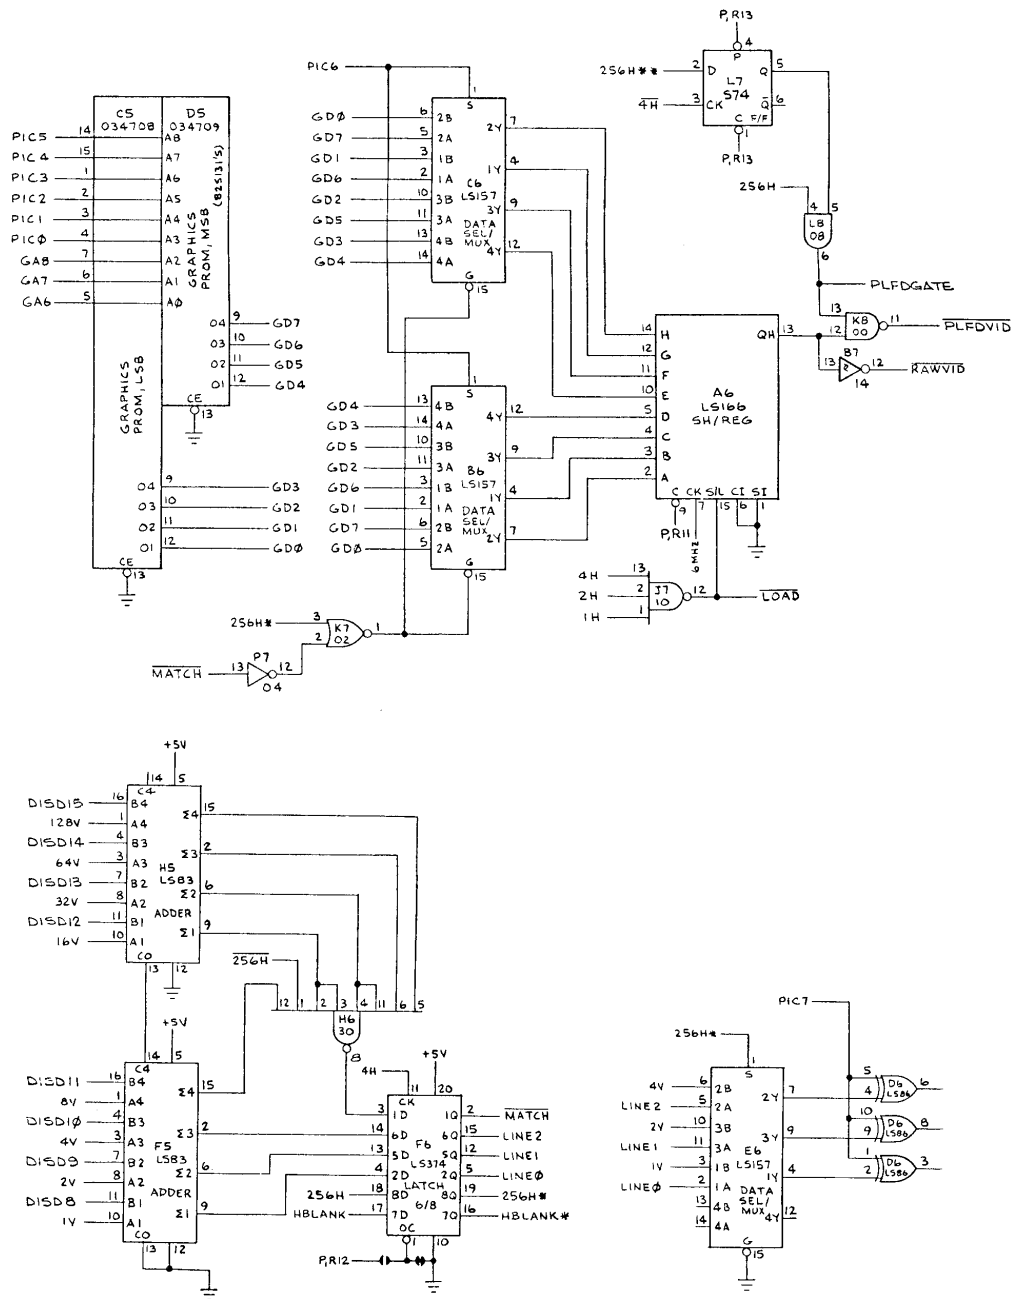 P,R13
4
P
256H** 2 D Q 5
L7
S74
4H 3 CK Q 6
C F/F
1
P,R13
256H
4 5
L8
08
6
PLFDGATE
13
12 K8 11 PLFDVID
00
13 B7 12 RAWVID
14
PIC6
1
S
GDØ 6 2B
GD7 5 2A 2Y 7
GD1 3 1B
GD6 2 1A 1Y 4
C6
LS157
GD2 10 3B 3Y 9
GD5 11 3A
DATA
SEL/
MUX
GD3 13 4B
GD4 14 4A 4Y 12
G
15
C5
034708
D5
034709
(82S131'S)
PIC5 14 A8
PIC4 15 A7
PIC3 1 A6
PIC2 2 A5
PIC1 3 A4
PICØ 4 A3
GA8 7 A2
GA7 6 A1
GA6 5 AØ
GRAPHICS
PROM, MSB
GRAPHICS
PROM, LSB
O4 9 GD7
O3 10 GD6
O2 11 GD5
O1 12 GD4
CE
13
O4 9 GD3
O3 10 GD2
O2 11 GD1
O1 12 GDØ
CE
13
1
S
GD4 13 4B
GD3 14 4A 4Y 12
GD5 10 3B
GD2 11 3A 3Y 9
B6
LS157
GD6 3 1B
GD1 2 1A 1Y 4
DATA
SEL/
MUX
GD7 6 2B
GDØ 5 2A 2Y 7
G
15
14 H QH 13
12 G
11 F
10 E
5 D
4 C
3 B
2 A
A6
LS166
SH/REG
C CK S/L CI SI
9 7 15 6 1
P,R11
6MHZ
4H 13
2H 2 J7 12 LOAD
1H 1 10
256H* 3
2 K7 1
02
MATCH 13 P7 12
04
+5V
14 5
C4
DISD15 16 B4
128V 1 A4
DISD14 4 B3
64V 3 A3
DISD13 7 B2
32V 8 A2
DISD12 11 B1
16V 10 A1
Σ4 15
Σ3 2
Σ2 6
Σ1 9
H5
LS83
ADDER
CO
13 12
256H
12 1 2 3 4 11 6 5
H6
30
8
+5V
14 5
C4
DISD11 16 B4
8V 1 A4
DISD1Ø 4 B3
4V 3 A3
DISD9 7 B2
2V 8 A2
DISD8 11 B1
1V 10 A1
Σ4 15
Σ3 2
Σ2 6
Σ1 9
F5
LS83
ADDER
CO
13 12
+5V
4H
11 20
CK
3 1D 1Q 2 MATCH
14 6D 6Q 15 LINE2
13 5D 5Q 12 LINE1
4 2D 2Q 5 LINEØ
256H 18 8D 8Q 19 256H*
HBLANK 17 7D 7Q 16 HBLANK*
F6
LS374
LATCH
6/8
OC
1 10
P,R12
PIC7
256H*
1
S
4V 6 2B
LINE2 5 2A 2Y 7
2V 10 3B
LINE1 11 3A 3Y 9
1V 3 1B
LINEØ 2 1A 1Y 4
13 4B
14 4A 4Y 12
E6
LS157
DATA
SEL/
MUX
G
15
5
4 D6 6
LS86
10
9 D6 8
LS86
1
2 D6 3
LS86